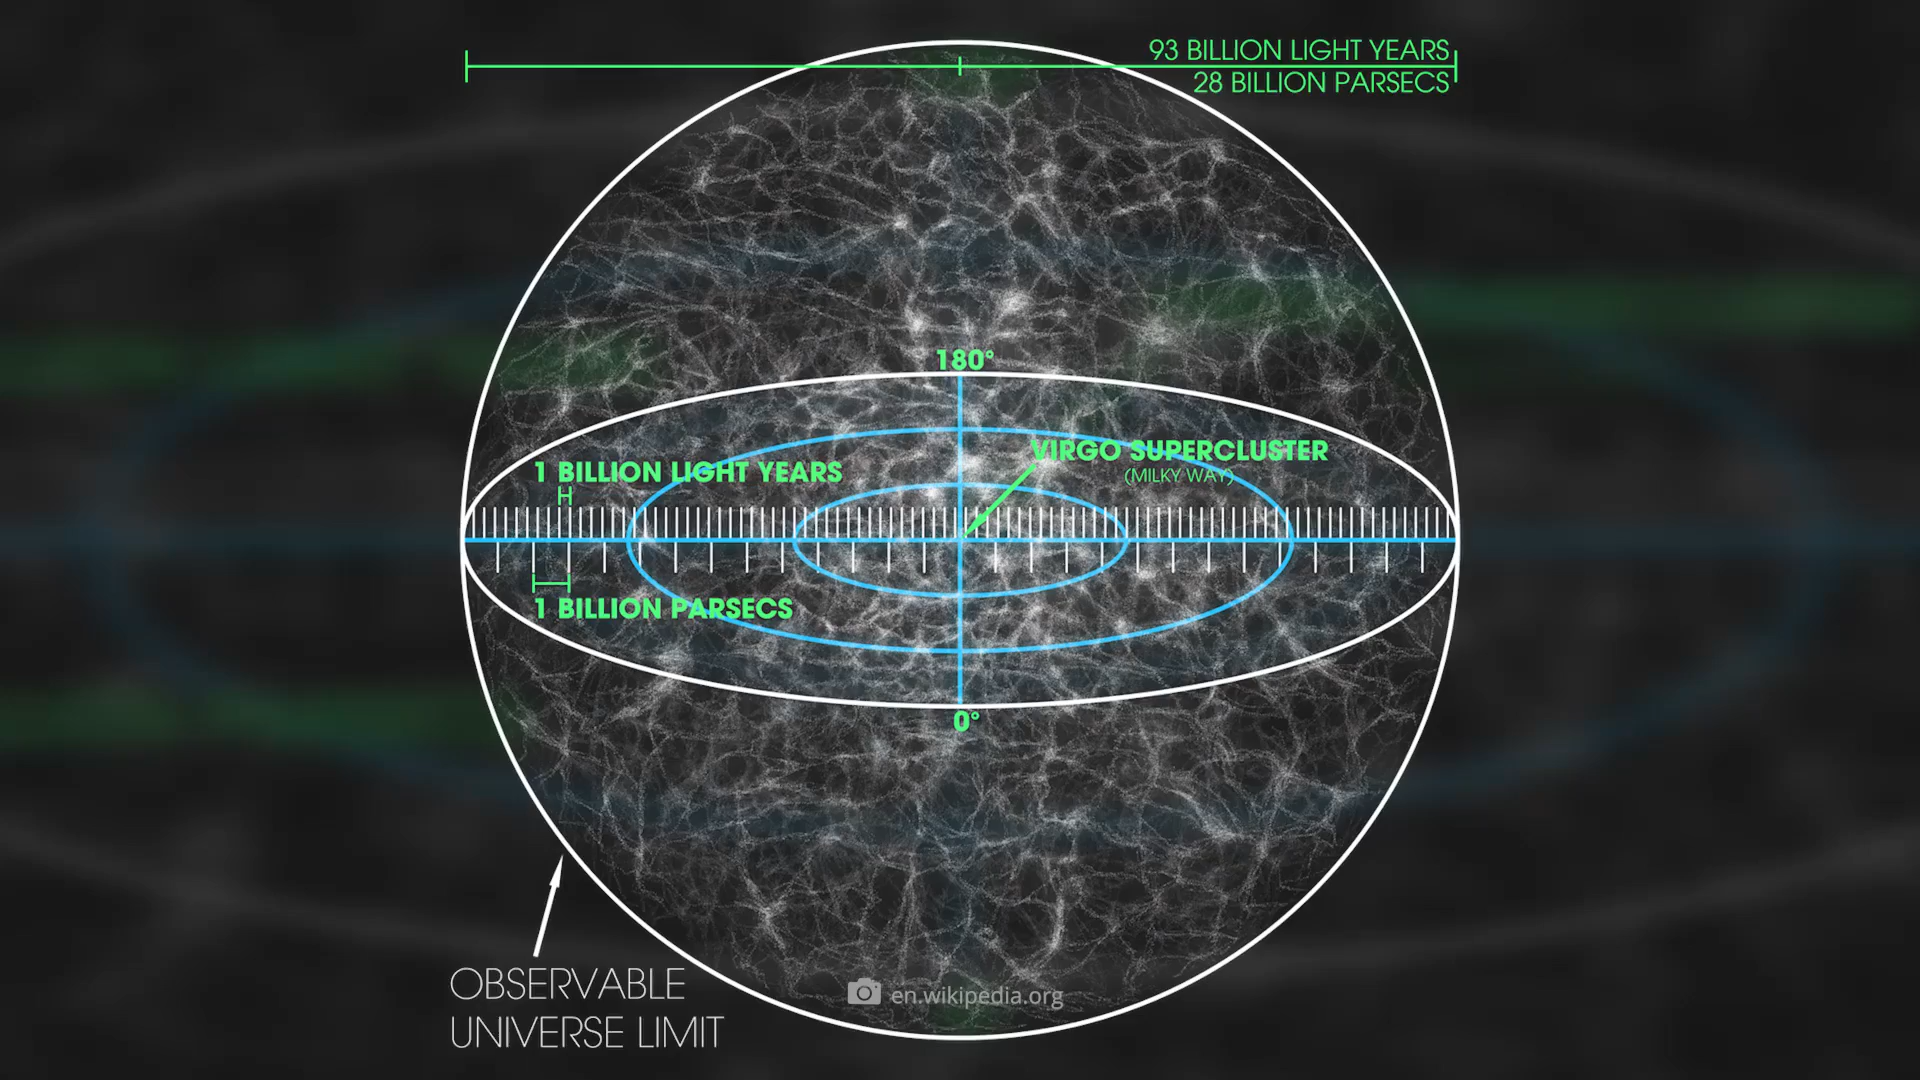 93 BILLION LIGHT YEARS
28 BILLION PARSECS
180°
VIRGO SUPERCLUSTER
(MILKY WAY)
1 BILLION LIGHT YEARS
1 BILLION PARSECS
0°
OBSERVABLE
UNIVERSE LIMIT
en.wikipedia.org